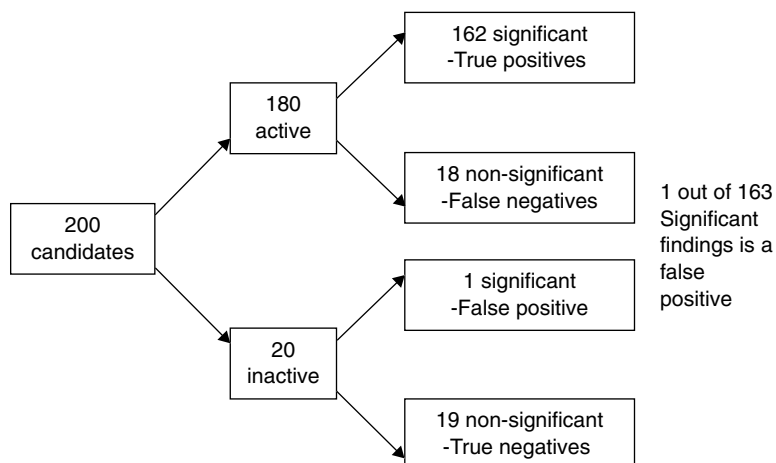 162 significant
-True positives
180
active
18 non-significant
-False negatives
200
candidates
1 out of 163
Significant
findings is a
false
positive
1 significant
-False positive
20
inactive
19 non-significant
-True negatives